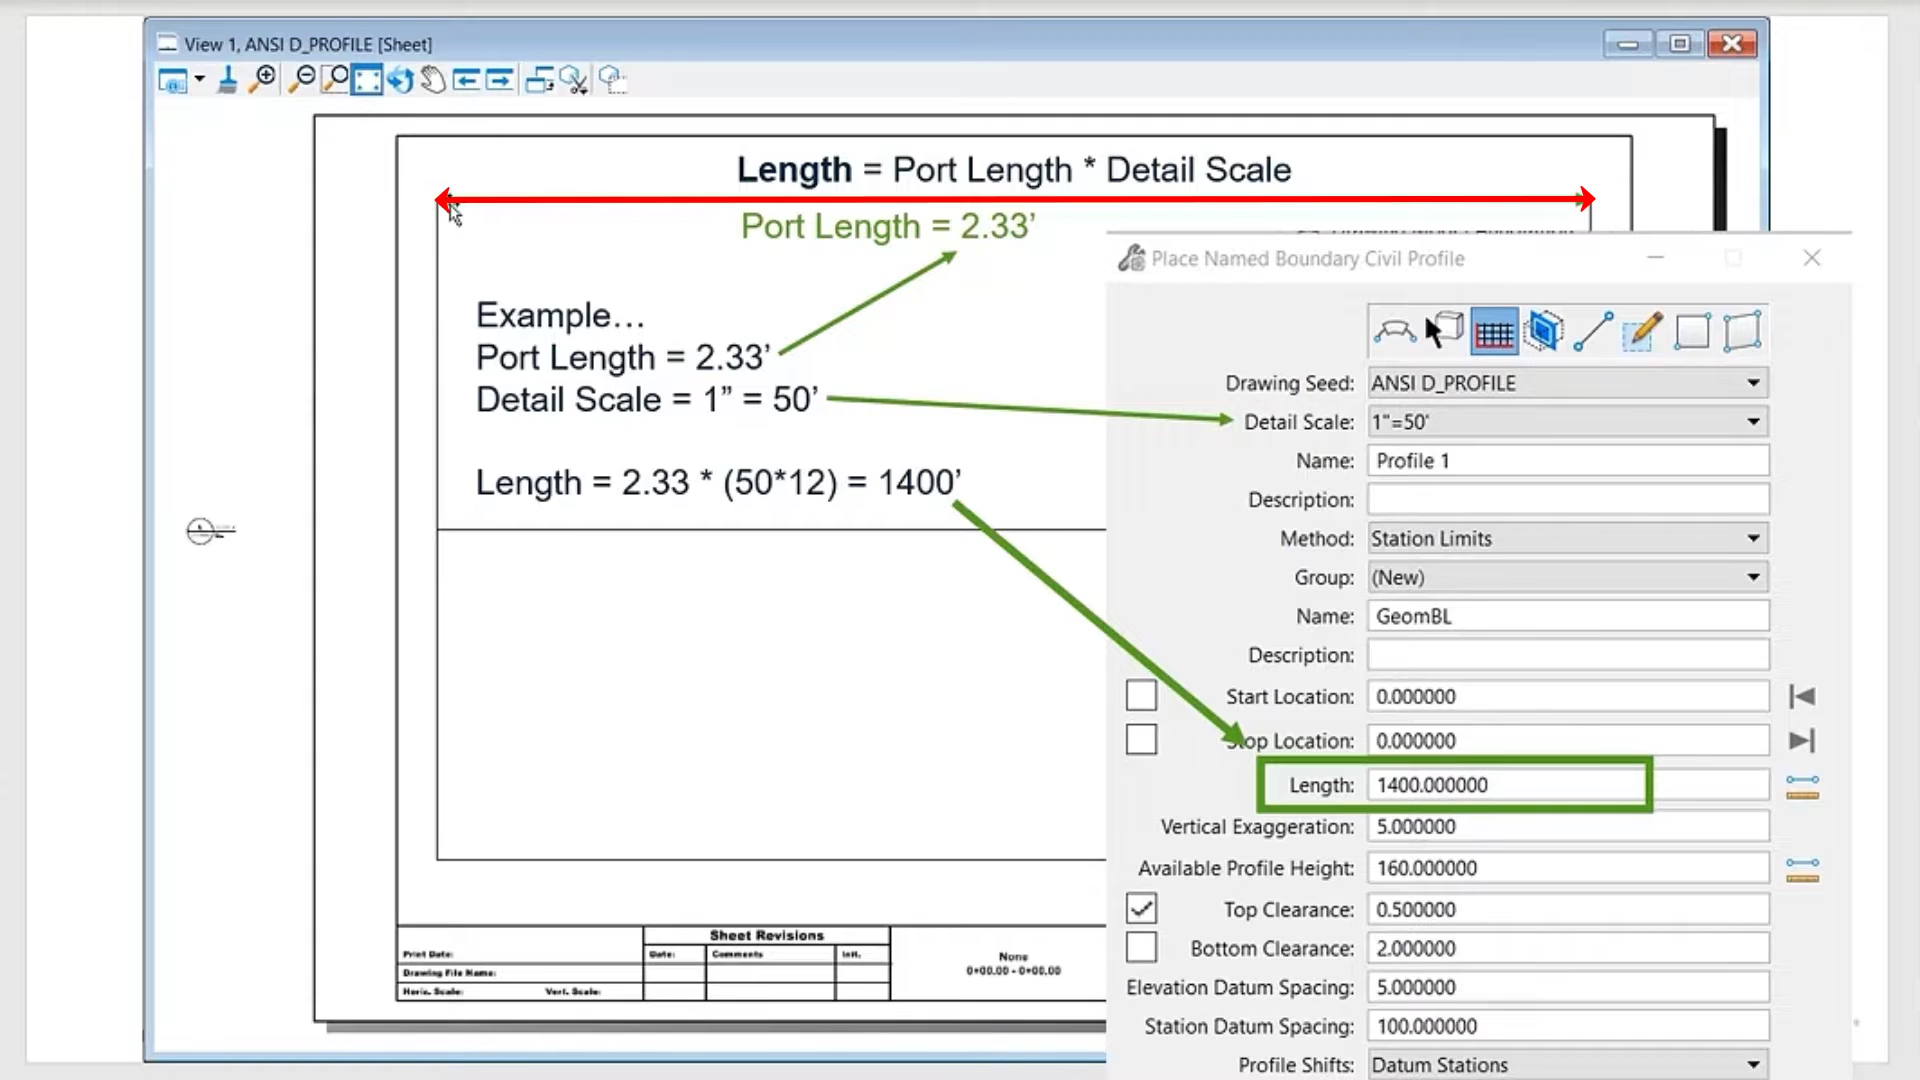 View 1, ANSI D_PROFILE [Sheet]
Length = Port Length * Detail Scale
Port Length = 2.33’
Example…
Port Length = 2.33’
Detail Scale = 1” = 50’
Length = 2.33 * (50*12) = 1400’
Sheet Revisions
Print Date:
Date:
Comments
Init.
Drawing File Name:
Horiz. Scale:
Vert. Scale:
None
0+00.00 - 0+00.00
Place Named Boundary Civil Profile
Drawing Seed: ANSI D_PROFILE
Detail Scale: 1"=50'
Name: Profile 1
Description:
Method: Station Limits
Group: (New)
Name: GeomBL
Description:
Start Location: 0.000000
Stop Location: 0.000000
Length: 1400.000000
Vertical Exaggeration: 5.000000
Available Profile Height: 160.000000
Top Clearance: 0.500000
Bottom Clearance: 2.000000
Elevation Datum Spacing: 5.000000
Station Datum Spacing: 100.000000
Profile Shifts: Datum Stations